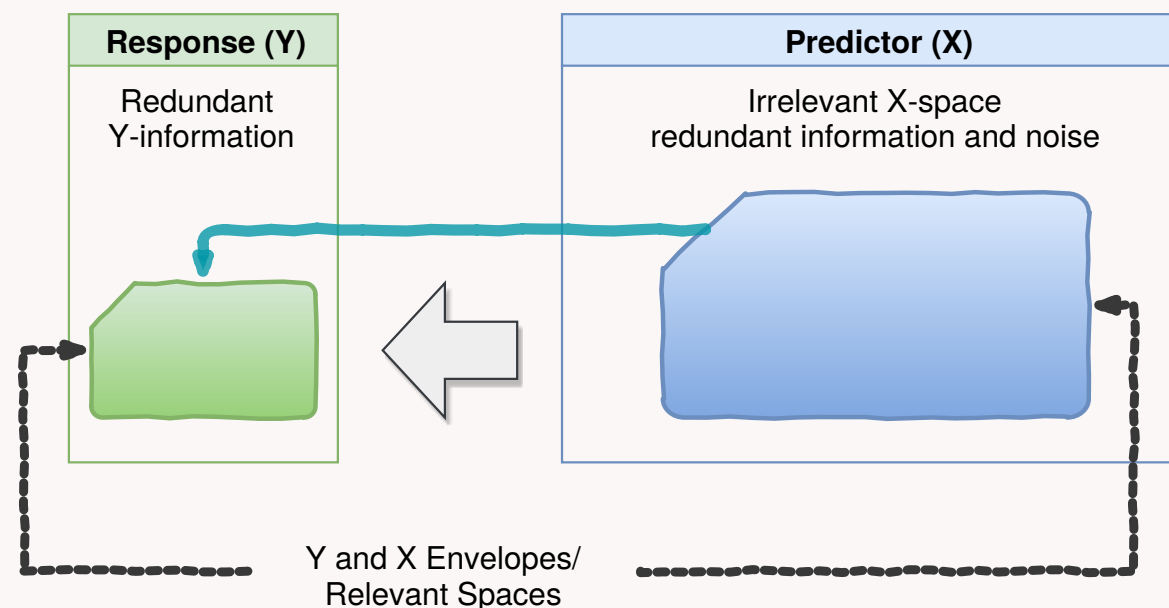 Response (Y)
Predictor (X)
Redundant
Y-information
Irrelevant X-space
redundant information and noise
Y and X Envelopes/
Relevant Spaces